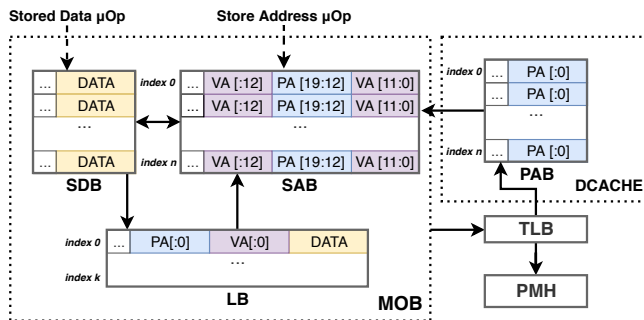 Stored Data μOp
Store Address μOp
... DATA
... DATA
...
... DATA
SDB
index 0
index n
... VA [:12] PA [19:12] VA [11:0]
... VA [:12] PA [19:12] VA [11:0]
...
... VA [:12] PA [19:12] VA [11:0]
SAB
index 0
index n
... PA [:0]
... PA [:0]
...
... PA [:0]
PAB
DCACHE
index 0
index k
... PA[:0] VA[:0] DATA
...
LB
MOB
TLB
PMH